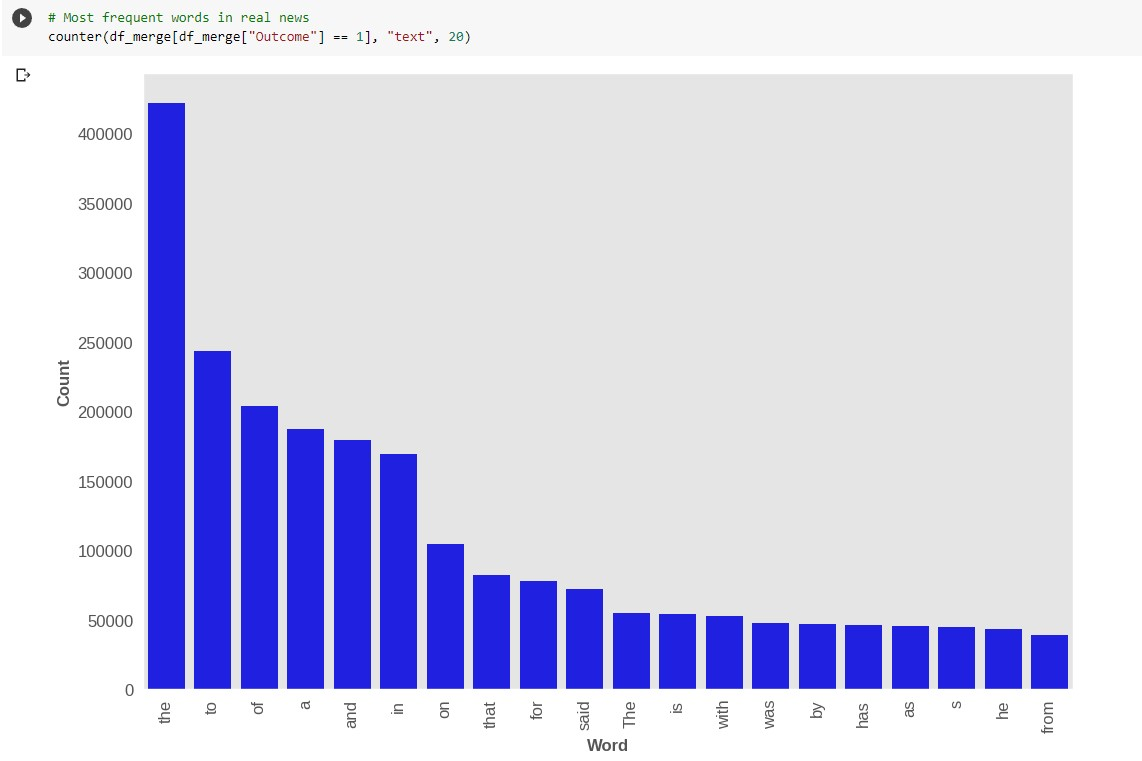 # Most frequent words in real news
counter(df_merge[df_merge["Outcome"] == 1], "text", 20)
400000
350000
300000
250000
200000
150000
100000
50000
0
Count
the to of a and in on that for said The is with was by has as s he from
Word